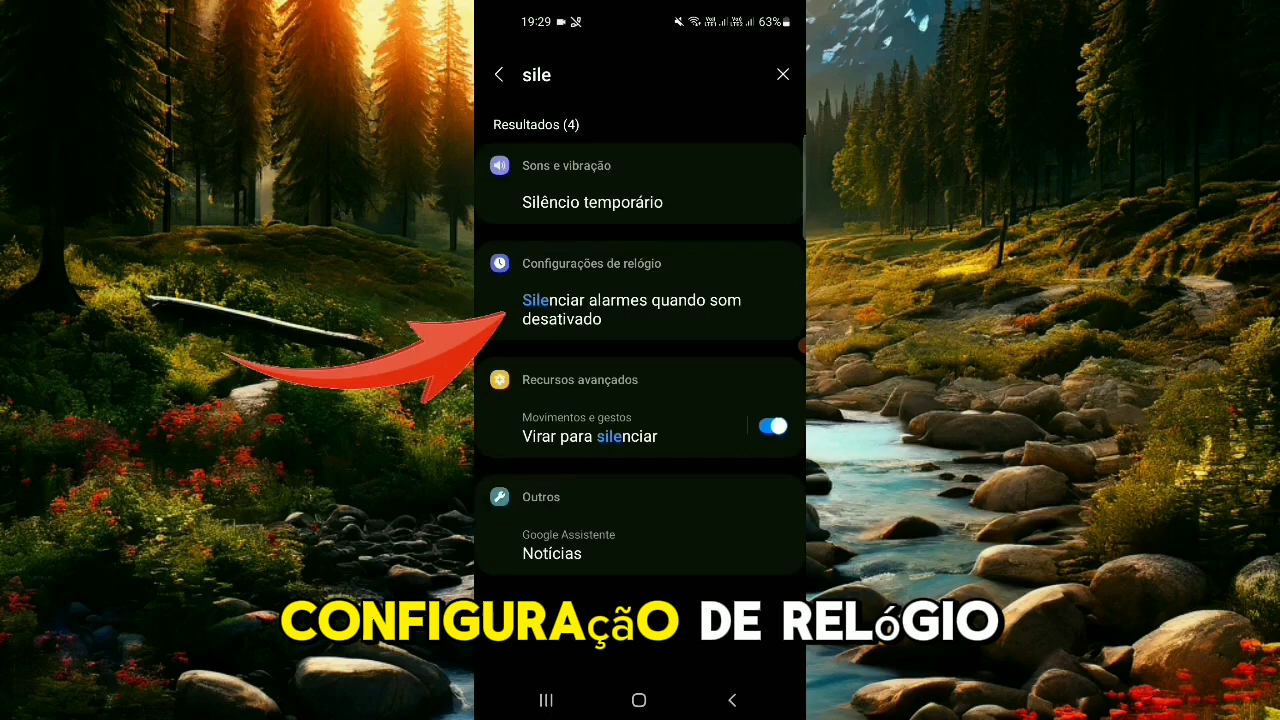 19:29
63%
sile
Resultados (4)
Sons e vibração
Silêncio temporário
Configurações de relógio
Silenciar alarmes quando som
desativado
Recursos avançados
Movimentos e gestos
Virar para silenciar
Outros
Google Assistente
Notícias
CONFIGURAçãO DE RELóGIO